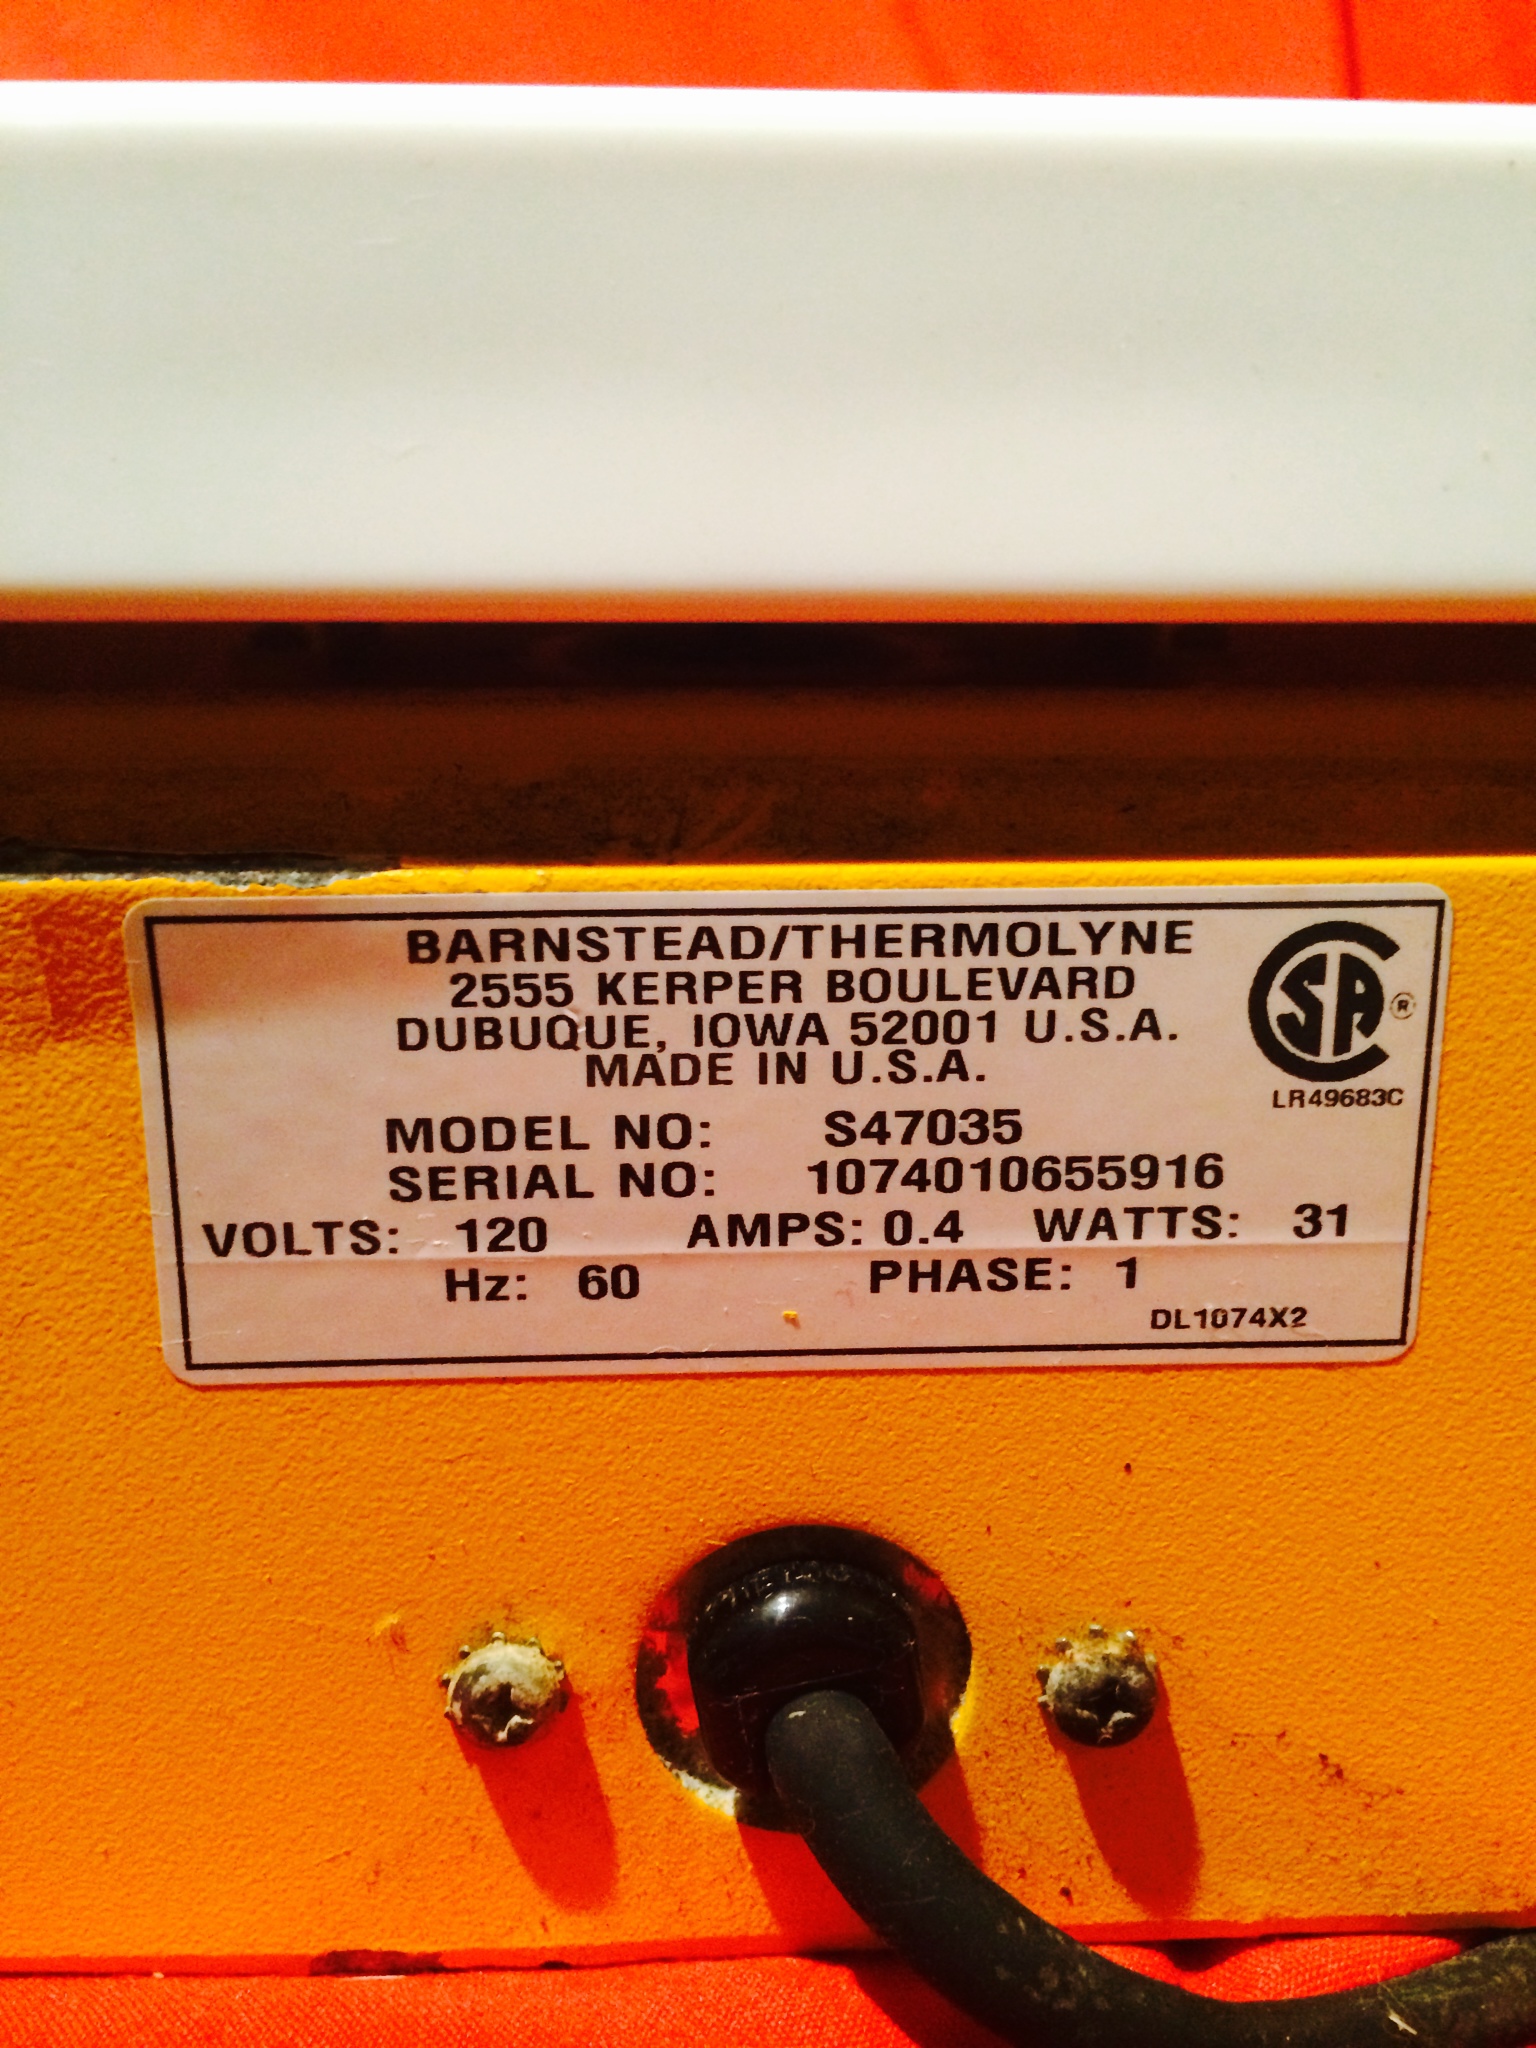 BARNSTEAD/THERMOLYNE
2555 KERPER BOULEVARD
DUBUQUE, IOWA 52001 U.S.A.
MADE IN U.S.A.
SA ®
LR49683C
MODEL NO: S47035
SERIAL NO: 1074010655916
VOLTS: 120 AMPS: 0.4 WATTS: 31
Hz: 60 PHASE: 1
DL1074X2